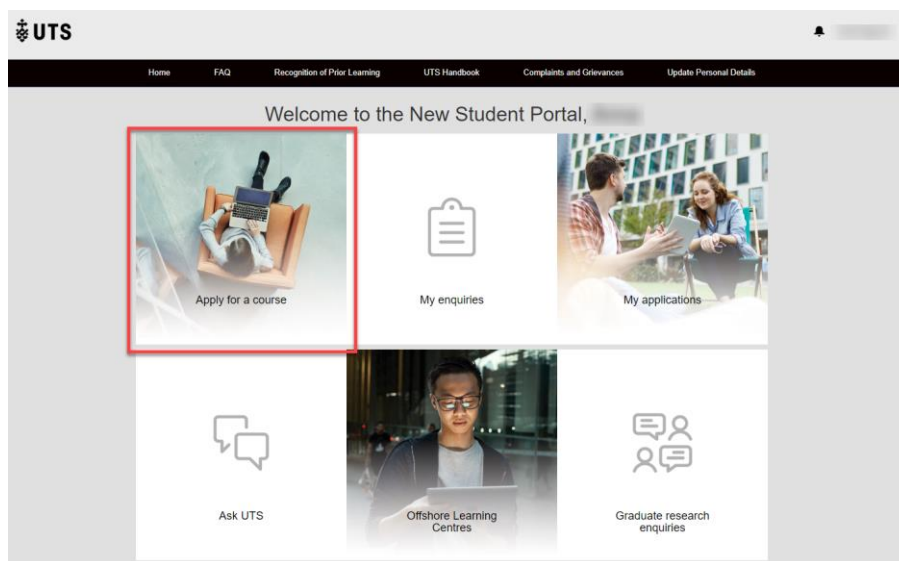 UTS
Home FAQ Recognition of Prior Learning UTS Handbook Complaints and Grievances Update Personal Details
Welcome to the New Student Portal,
Apply for a course
My enquiries
My applications
Ask UTS
Offshore Learning
Centres
Graduate research
enquiries